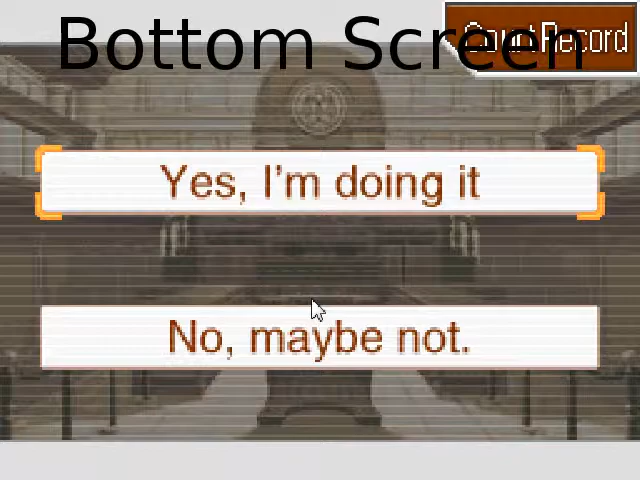 Bottom Screen
Court Record
Yes, I'm doing it
No, maybe not.